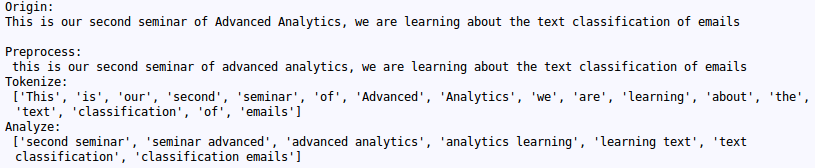 Origin:
This is our second seminar of Advanced Analytics, we are learning about the text classification of emails
Preprocess:
this is our second seminar of advanced analytics, we are learning about the text classification of emails
Tokenize:
['This', 'is', 'our', 'second', 'seminar', 'of', 'Advanced', 'Analytics', 'we', 'are', 'learning', 'about', 'the',
'text', 'classification', 'of', 'emails']
Analyze:
['second seminar', 'seminar advanced', 'advanced analytics', 'analytics learning', 'learning text', 'text
classification', 'classification emails']